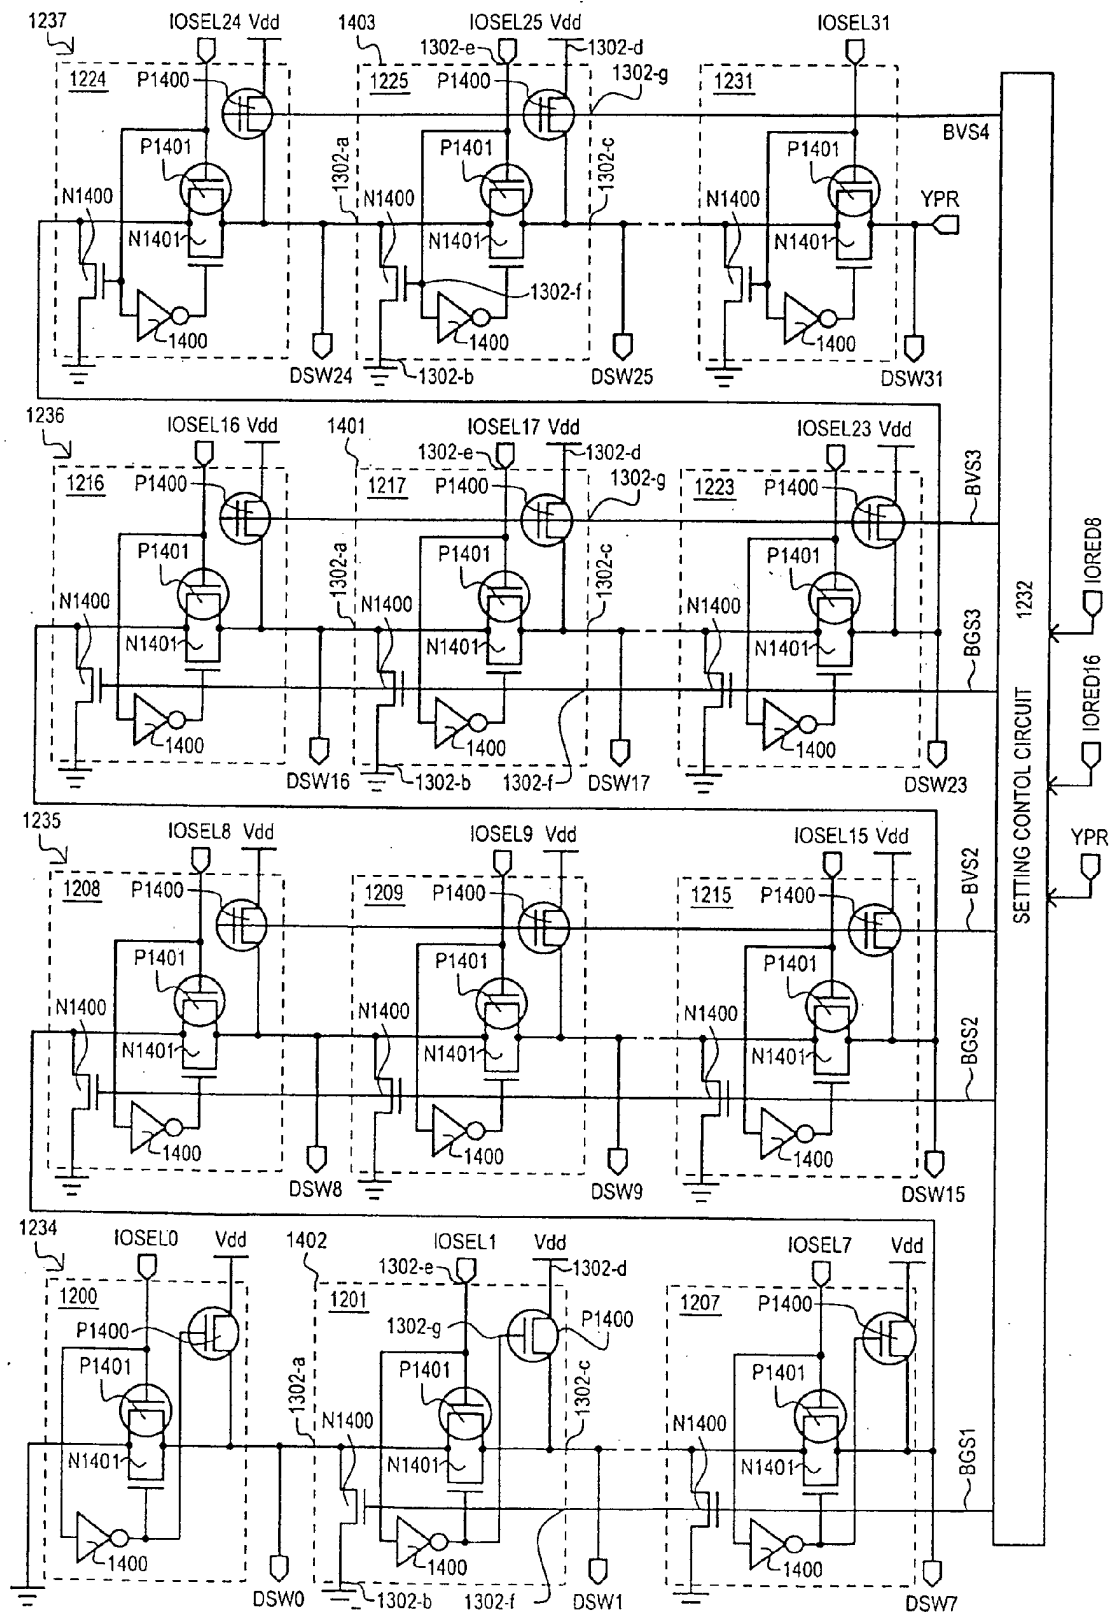 1237
IOSEL24 Vdd
1403
IOSEL25 Vdd
IOSEL31
1302-e
1302-d
1224
P1400
1225
P1400
1302-g
1231
BVS4
P1401
1302-a
P1401
1302-c
P1401
N1400
N1400
N1400
YPR
N1401
N1401
N1401
1302-f
1400
1400
1400
DSW24
1302-b
DSW25
DSW31
1236
IOSEL16 Vdd
1401
IOSEL17 Vdd
IOSEL23 Vdd
1302-e
1302-d
1216
P1400
1217
P1400
1302-g
1223
P1400
BVS3
P1401
1302-a
P1401
1302-c
P1401
N1400
N1400
N1400
N1401
N1401
N1401
BGS3
1400
1400
1400
DSW16
1302-b
1302-f
DSW17
DSW23
SETTING CONTOL CIRCUIT
1232
IORED8
IORED16
YPR
1235
IOSEL8 Vdd
IOSEL9 Vdd
IOSEL15 Vdd
1208
P1400
1209
P1400
1215
P1400
BVS2
P1401
P1401
P1401
N1400
N1400
N1400
N1401
N1401
N1401
BGS2
1400
1400
1400
DSW8
DSW9
DSW15
1234
IOSEL0
Vdd
1402
IOSEL1
Vdd
IOSEL7
Vdd
1302-e
1302-d
1200
P1400
1201
1302-g
P1400
1207
P1400
P1401
1302-a
P1401
1302-c
P1401
N1400
N1400
N1401
N1401
N1401
BGS1
1400
1400
1400
DSW0
1302-b
1302-f
DSW1
DSW7